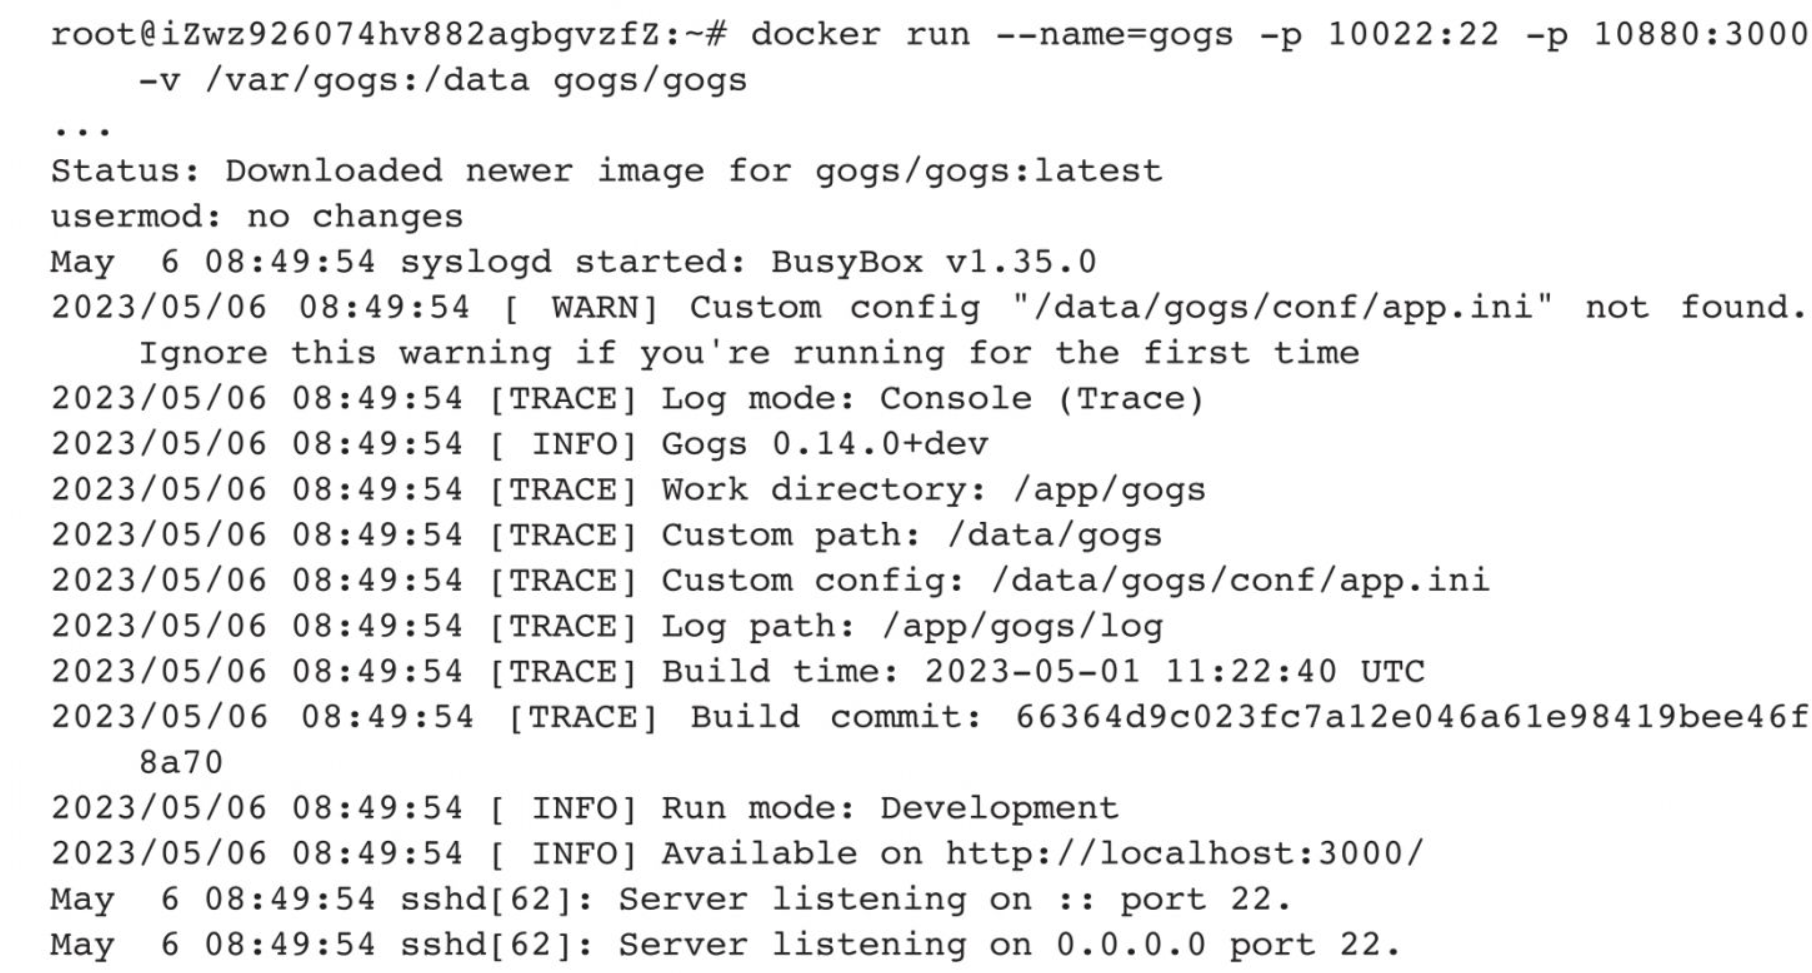 root@iZwz926074hv882agbgvzfZ:~# docker run --name=gogs -p 10022:22 -p 10880:3000
-v /var/gogs:/data gogs/gogs
...
Status: Downloaded newer image for gogs/gogs:latest
usermod: no changes
May  6 08:49:54 syslogd started: BusyBox v1.35.0
2023/05/06 08:49:54 [ WARN] Custom config "/data/gogs/conf/app.ini" not found.
Ignore this warning if you're running for the first time
2023/05/06 08:49:54 [TRACE] Log mode: Console (Trace)
2023/05/06 08:49:54 [ INFO] Gogs 0.14.0+dev
2023/05/06 08:49:54 [TRACE] Work directory: /app/gogs
2023/05/06 08:49:54 [TRACE] Custom path: /data/gogs
2023/05/06 08:49:54 [TRACE] Custom config: /data/gogs/conf/app.ini
2023/05/06 08:49:54 [TRACE] Log path: /app/gogs/log
2023/05/06 08:49:54 [TRACE] Build time: 2023-05-01 11:22:40 UTC
2023/05/06 08:49:54 [TRACE] Build commit: 66364d9c023fc7a12e046a61e98419bee46f
8a70
2023/05/06 08:49:54 [ INFO] Run mode: Development
2023/05/06 08:49:54 [ INFO] Available on http://localhost:3000/
May  6 08:49:54 sshd[62]: Server listening on :: port 22.
May  6 08:49:54 sshd[62]: Server listening on 0.0.0.0 port 22.